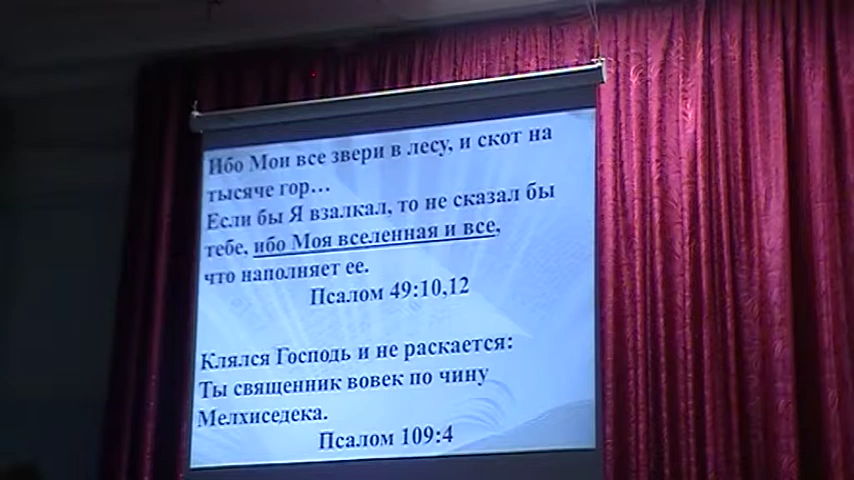 Ибо Мои все звери в лесу, и скот на
тысяче гор...
Если бы Я взалкал, то не сказал бы
тебе, ибо Моя вселенная и все,
что наполняет ее.
Псалом 49:10,12
Клялся Господь и не раскается:
Ты священник вовек по чину
Мелхиседека.
Псалом 109:4